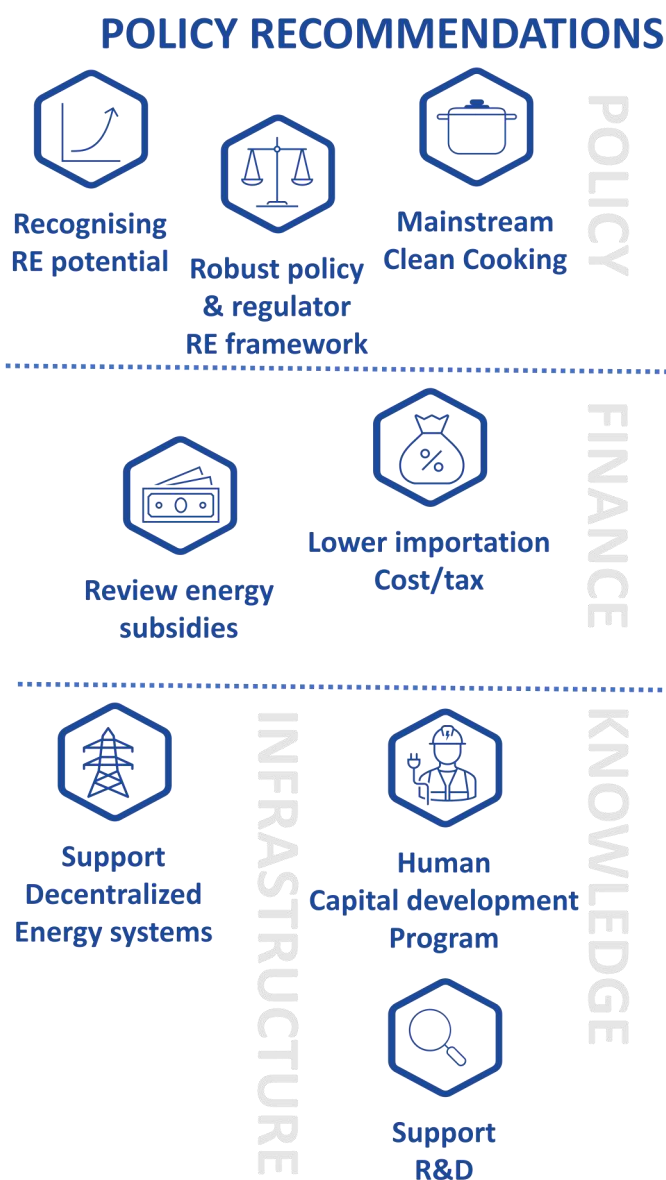 POLICY RECOMMENDATIONS
POLICY
Recognising
RE potential
Robust policy
& regulator
RE framework
Mainstream
Clean Cooking
FINANCE
Review energy
subsidies
%
Lower importation
Cost/tax
INFRASTRUCTURE
Support
Decentralized
Energy systems
KNOWLEDGE
Human
Capital development
Program
Support
R&D